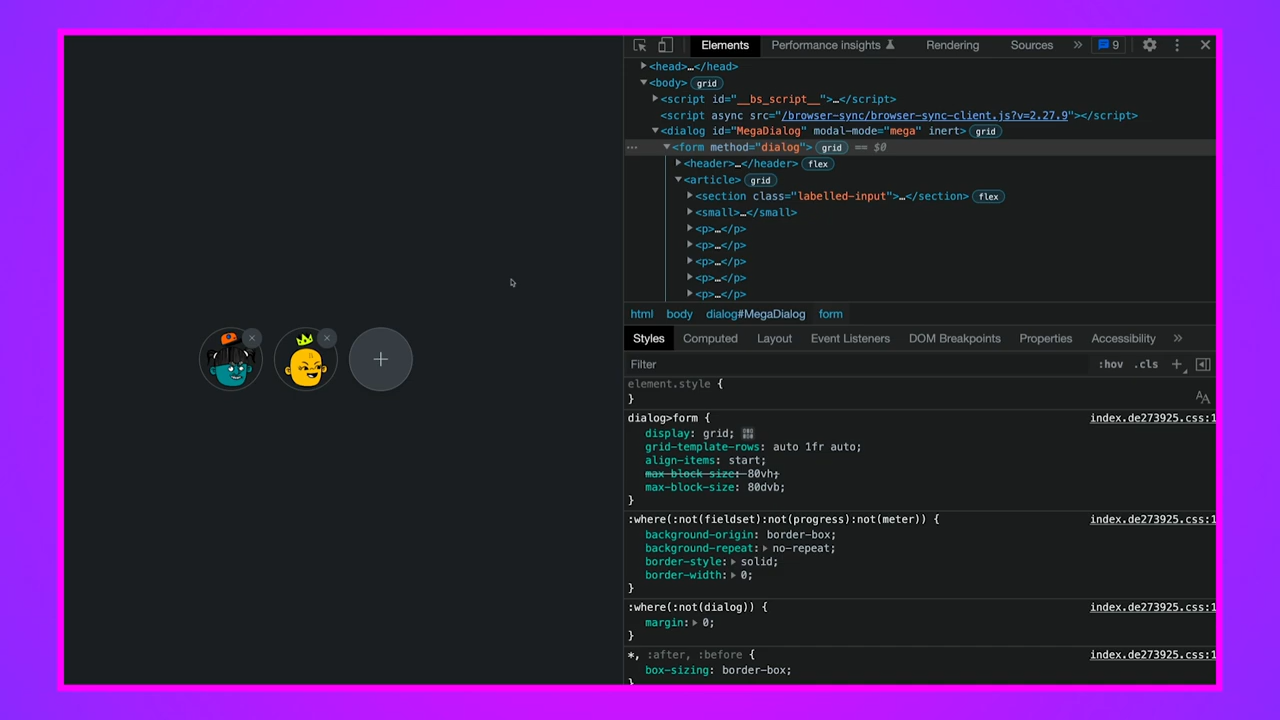 Elements Performance insights Rendering Sources » 9
<head>…</head>
<body> grid
<script id="__bs_script__">…</script>
<script async src="/browser-sync/browser-sync-client.js?v=2.27.9"></script>
<dialog id="MegaDialog" modal-mode="mega" inert> grid
… <form method="dialog"> grid == $0
<header>…</header> flex
<article> grid
<section class="labelled-input">…</section> flex
<small>…</small>
<p>…</p>
<p>…</p>
<p>…</p>
<p>…</p>
<p>…</p>
html body dialog#MegaDialog form
Styles Computed Layout Event Listeners DOM Breakpoints Properties Accessibility »
Filter :hov .cls
element.style {
}
dialog>form { index.de273925.css:1
display: grid;
grid-template-rows: auto 1fr auto;
align-items: start;
max-block-size: 80vh;
max-block-size: 80dvb;
}
:where(:not(fieldset):not(progress):not(meter)) { index.de273925.css:1
background-origin: border-box;
background-repeat: no-repeat;
border-style: solid;
border-width: 0;
}
:where(:not(dialog)) { index.de273925.css:1
margin: 0;
}
*, :after, :before { index.de273925.css:1
box-sizing: border-box;
}